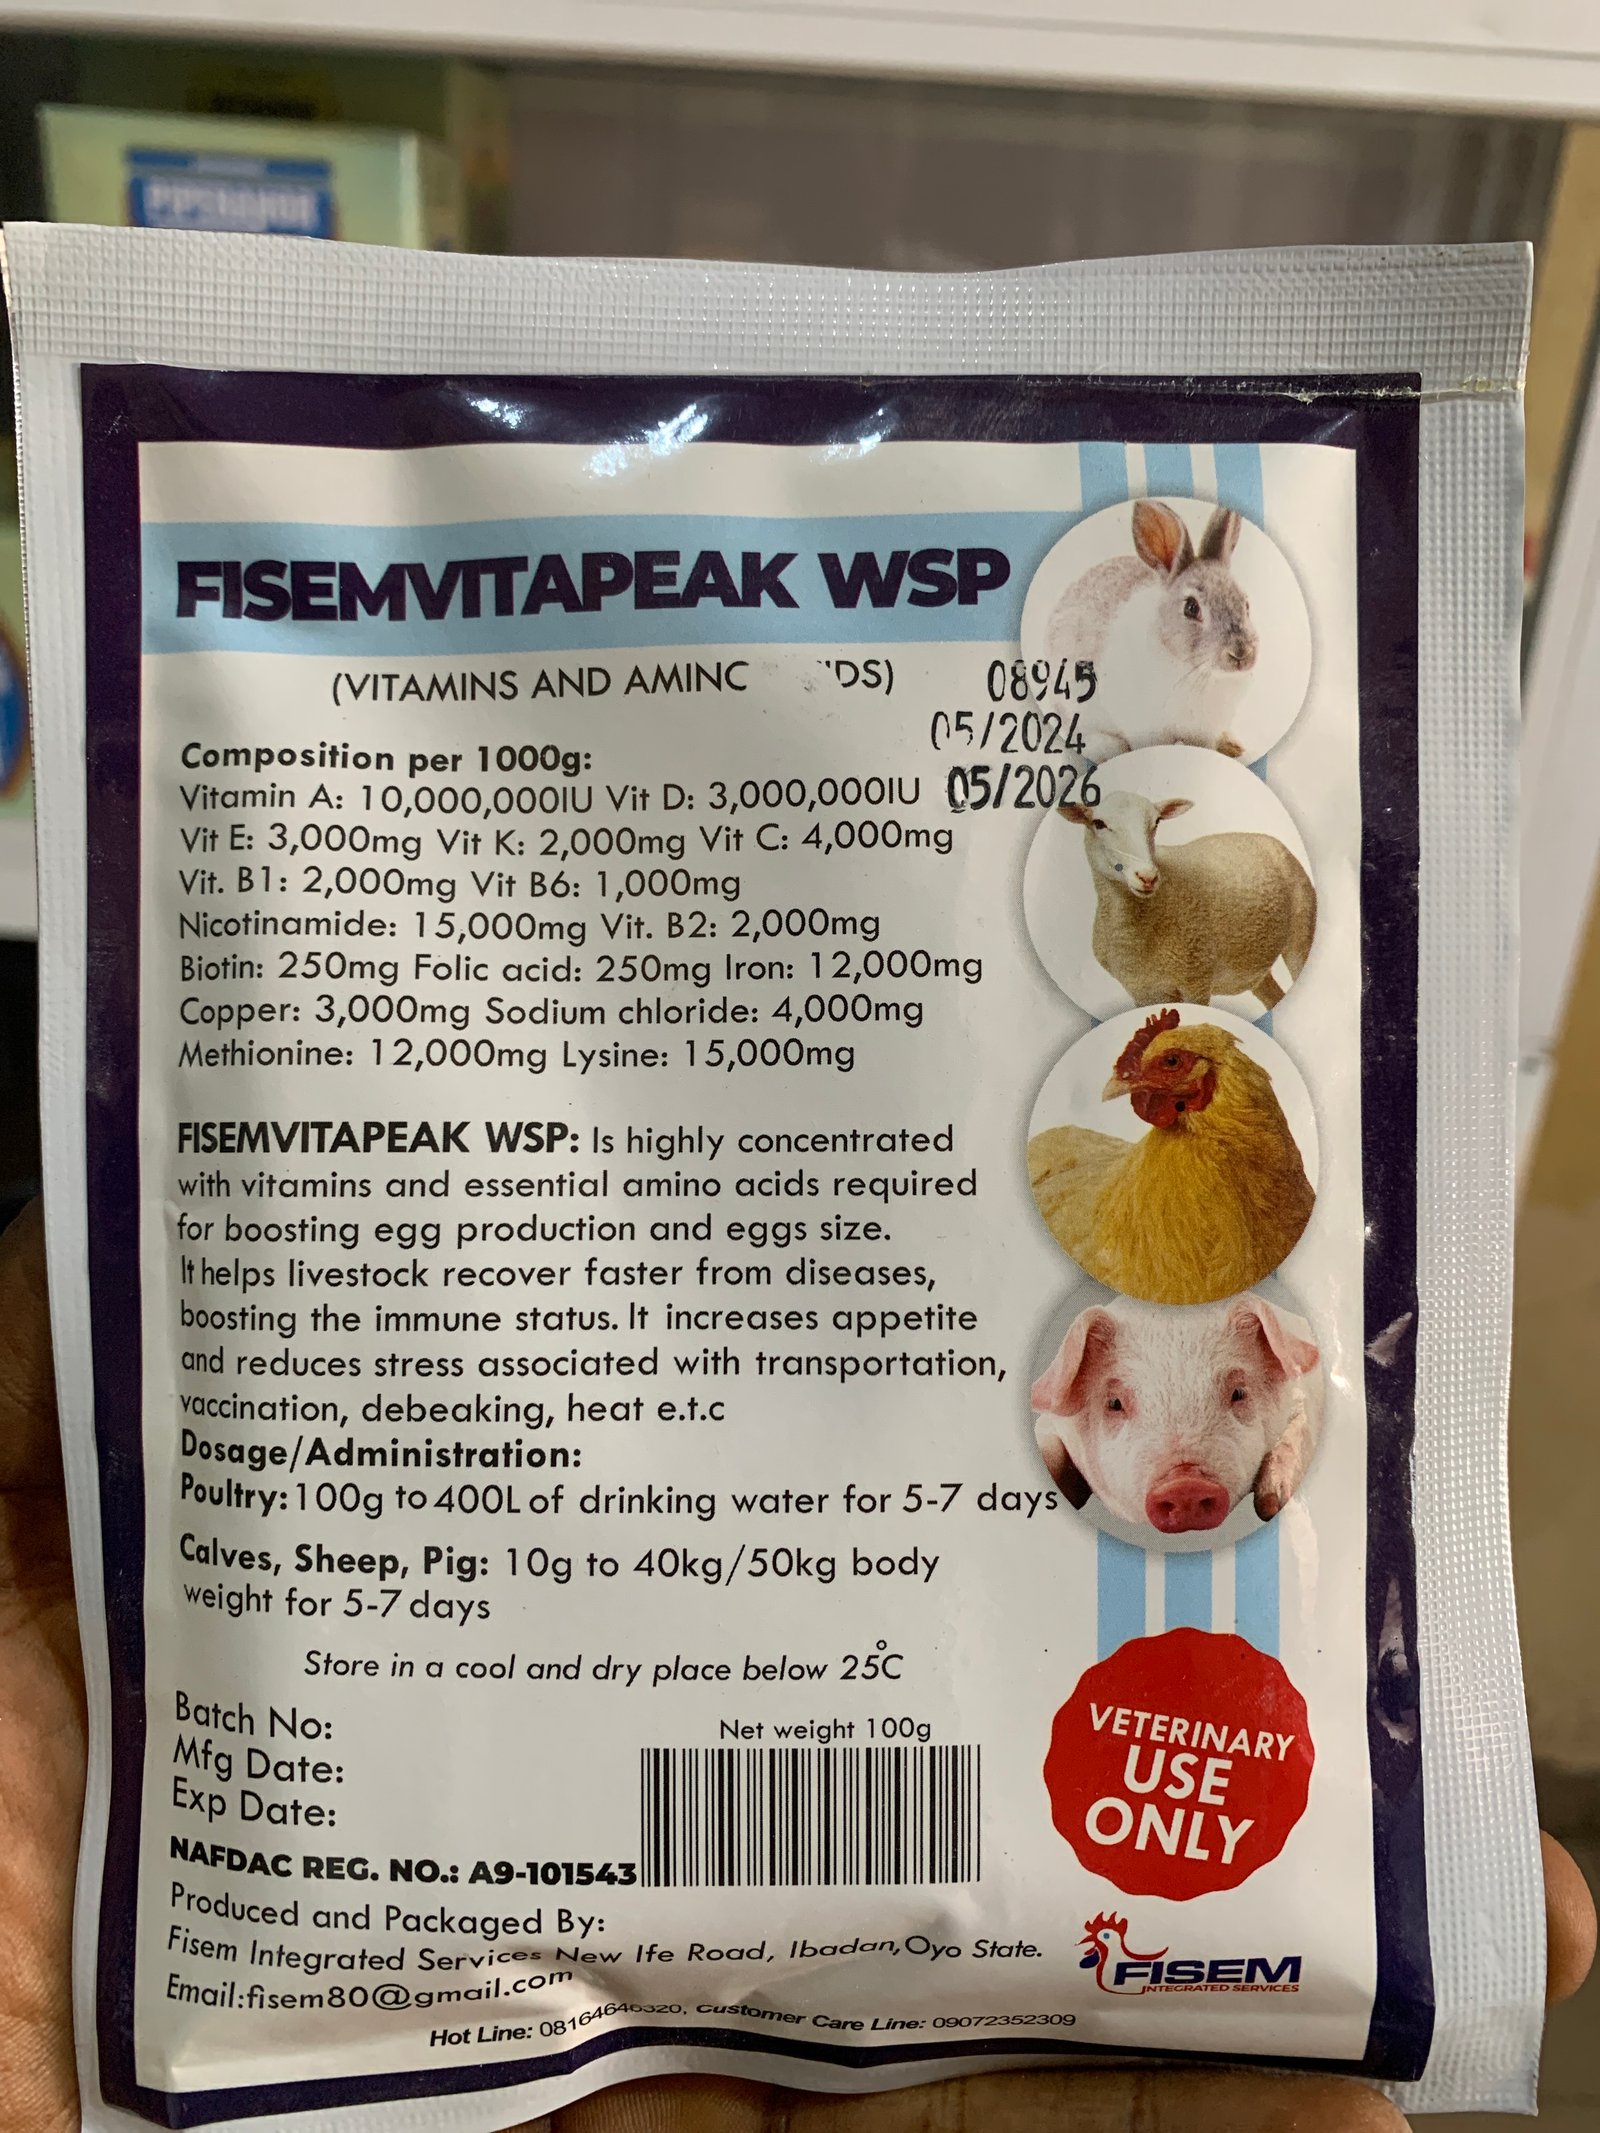 FISEMVITAPEAK WSP
(VITAMINS AND AMINC 'DS)
08945
05/2024
05/2026
Composition per 1000g:
Vitamin A: 10,000,000IU Vit D: 3,000,000IU
Vit E: 3,000mg Vit K: 2,000mg Vit C: 4,000mg
Vit. B1: 2,000mg Vit B6: 1,000mg
Nicotinamide: 15,000mg Vit. B2: 2,000mg
Biotin: 250mg Folic acid: 250mg Iron: 12,000mg
Copper: 3,000mg Sodium chloride: 4,000mg
Methionine: 12,000mg Lysine: 15,000mg
FISEMVITAPEAK WSP: Is highly concentrated
with vitamins and essential amino acids required
for boosting egg production and eggs size.
It helps livestock recover faster from diseases,
boosting the immune status. It increases appetite
and reduces stress associated with transportation,
vaccination, debeaking, heat e.t.c
Dosage/Administration:
Poultry: 100g to 400L of drinking water for 5-7 days
Calves, Sheep, Pig: 10g to 40kg/50kg body
weight for 5-7 days
Store in a cool and dry place below 25°C
Batch No:
Mfg Date:
Exp Date:
Net weight 100g
NAFDAC REG. NO.: A9-101543
VETERINARY
USE
ONLY
Produced and Packaged By:
Fisem Integrated Services New Ife Road, Ibadan, Oyo State.
Email:fisem80@gmail.com
Hot Line: 08164646320, Customer Care Line: 09072352309
FISEM
INTEGRATED SERVICES